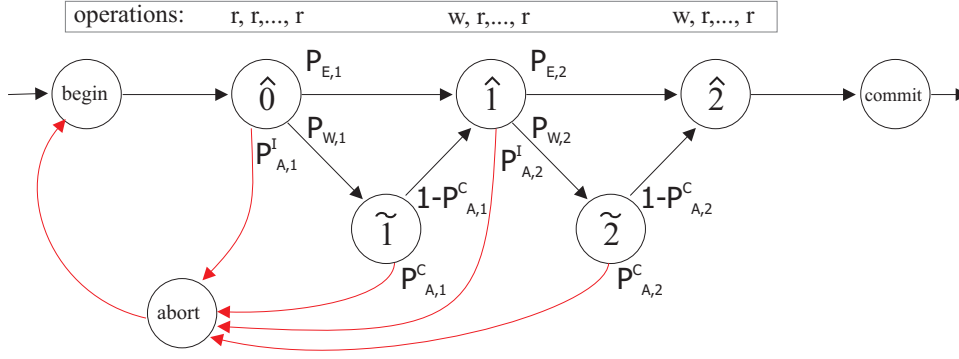 operations: r, r,..., r w, r,..., r w, r,..., r
P_E,1 P_E,2
begin 0̂ 1̂ 2̂ commit
P_W,1 P_W,2
P^I_A,1 P^I_A,2
1-P^C_A,1 1-P^C_A,2
1̃ 2̃
P^C_A,1 P^C_A,2
abort